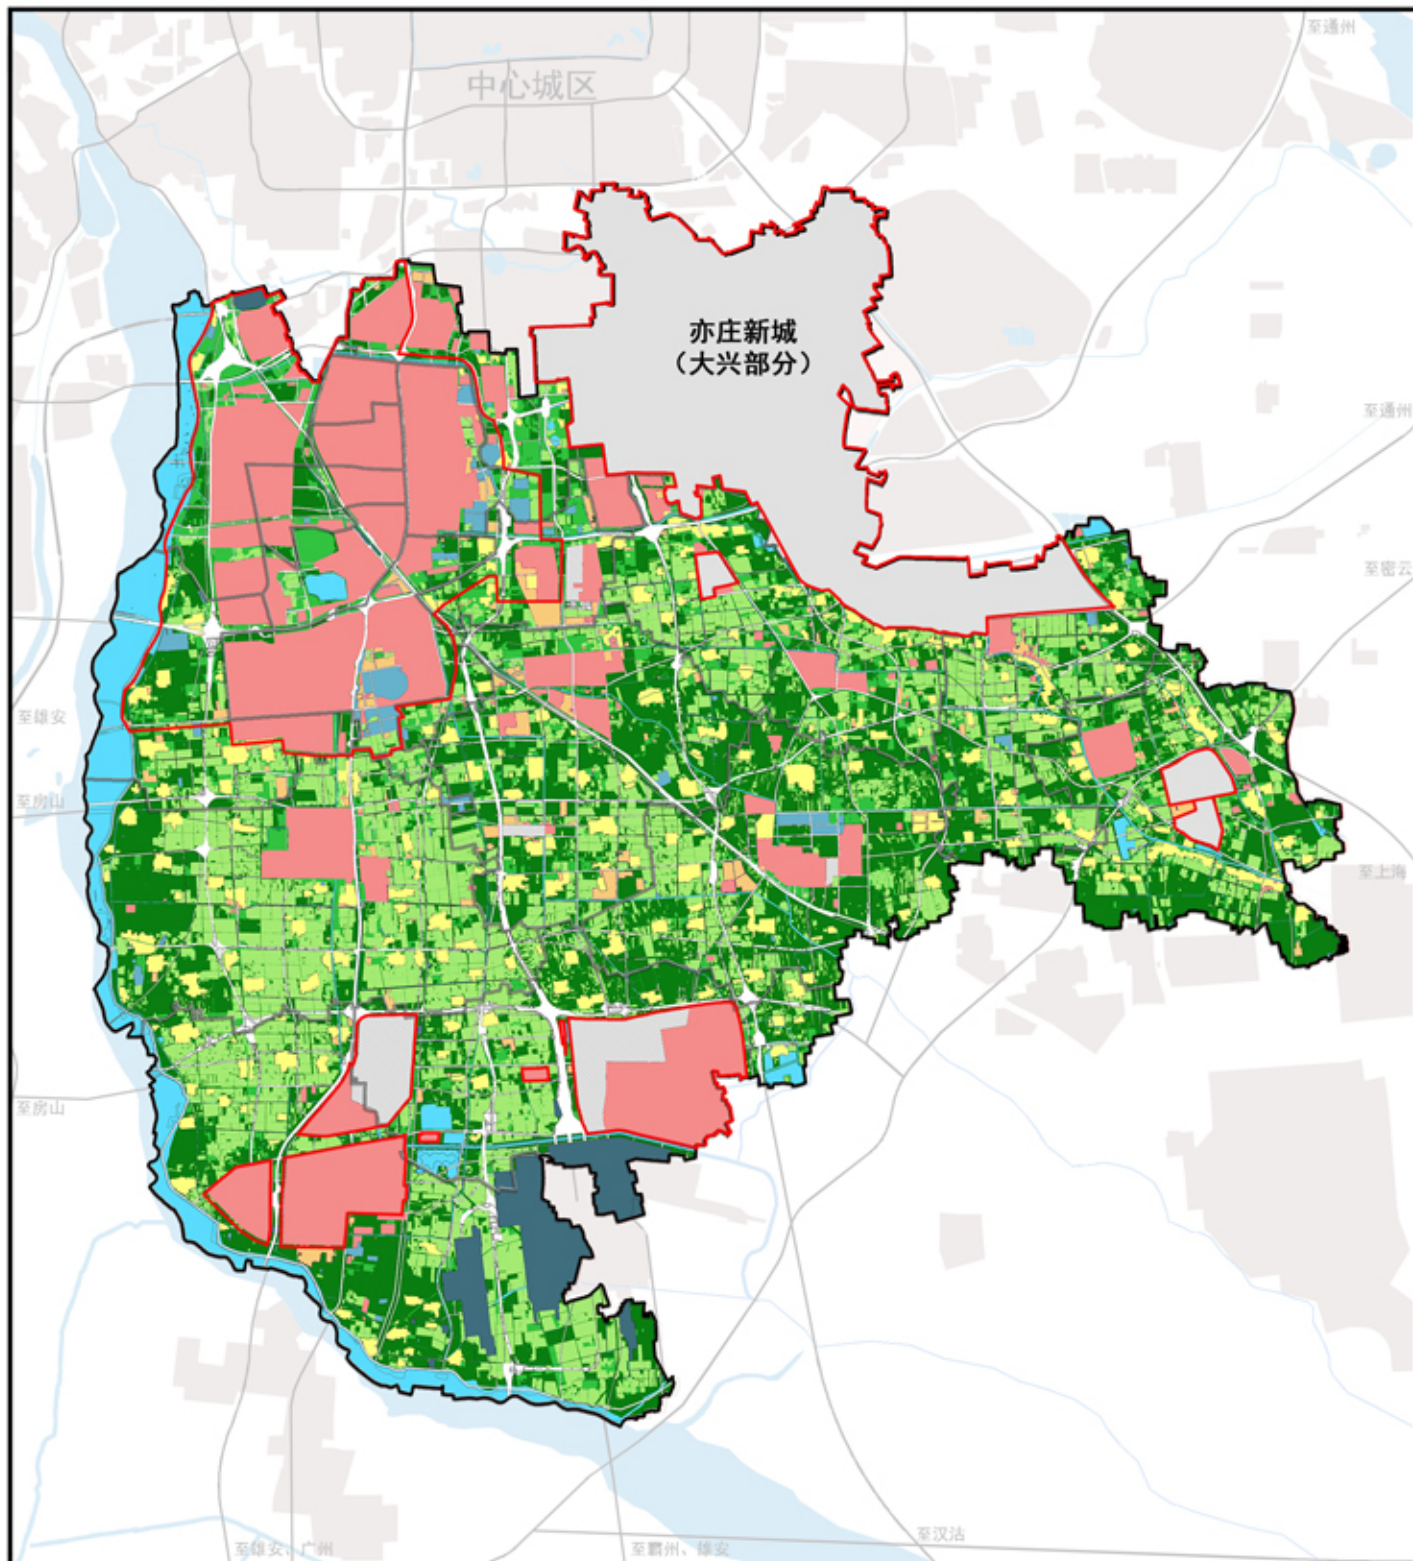 至通州
中心城区
亦庄新城
（大兴部分）
至通州
至密云
至雄安
至房山
至上海
至房山
至汉沽
至雄安、广州
至霸州、雄安